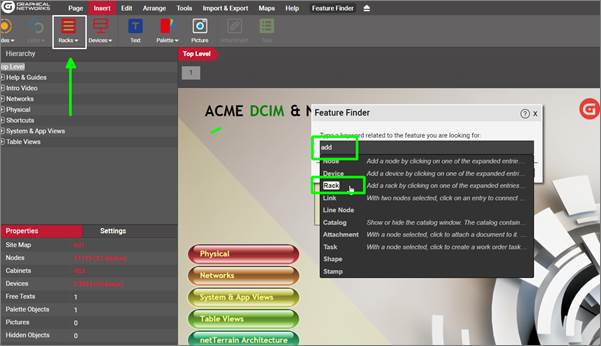 GRAPHICAL
NETWORKS
Page Insert Edit Arrange Tools Import & Export Maps Help Feature Finder
Racks Devices Text Palette Picture Attachment Task
Hierarchy
Top Level
1
op Level
Help & Guides
Intro Video
Networks
Physical
Shortcuts
System & App Views
Table Views
ACME DCIM & N
Feature Finder
? X
Type a keyword related to the feature you are looking for:
add
Node Add a node by clicking on one of the expanded entrie...
Device Add a device by clicking on one of the expanded entr...
Rack Add a rack by clicking on one of the expanded entries...
Link With two nodes selected, click on an entry to connect
Line Node
Catalog Show or hide the catalog window. The catalog contain...
Attachment With a node selected, click to attach a document to it. ...
Task With a node selected, click to create a work order task...
Shape
Stamp
Physical
Networks
System & App Views
Table Views
netTerrain Architecture
Properties Settings
Site Map
Nodes
Cabinets
Devices
Free Texts 1
Palette Objects 1
Pictures 0
Hidden Objects 0